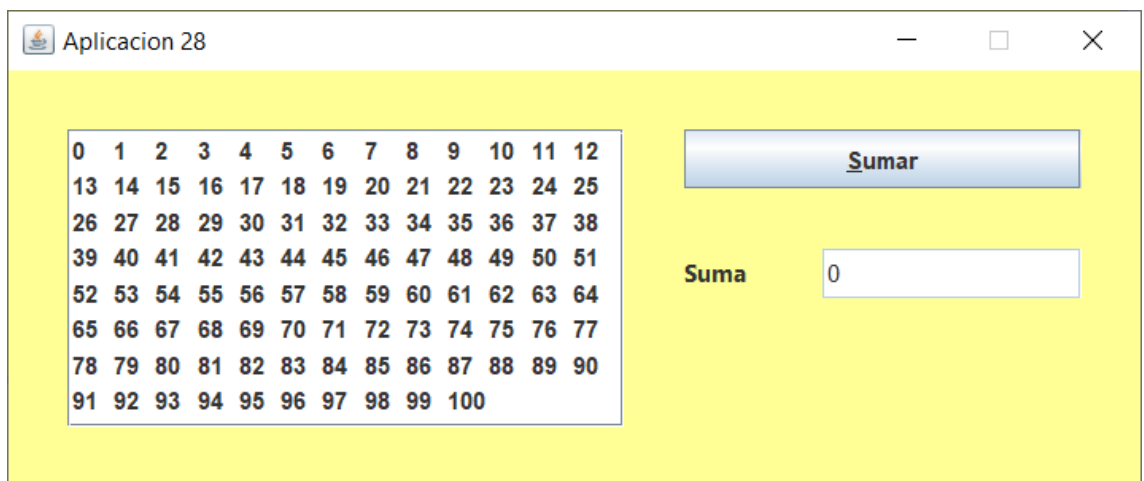 Aplicacion 28
0 1 2 3 4 5 6 7 8 9 10 11 12
13 14 15 16 17 18 19 20 21 22 23 24 25
26 27 28 29 30 31 32 33 34 35 36 37 38
39 40 41 42 43 44 45 46 47 48 49 50 51
52 53 54 55 56 57 58 59 60 61 62 63 64
65 66 67 68 69 70 71 72 73 74 75 76 77
78 79 80 81 82 83 84 85 86 87 88 89 90
91 92 93 94 95 96 97 98 99 100
Sumar
Suma 0